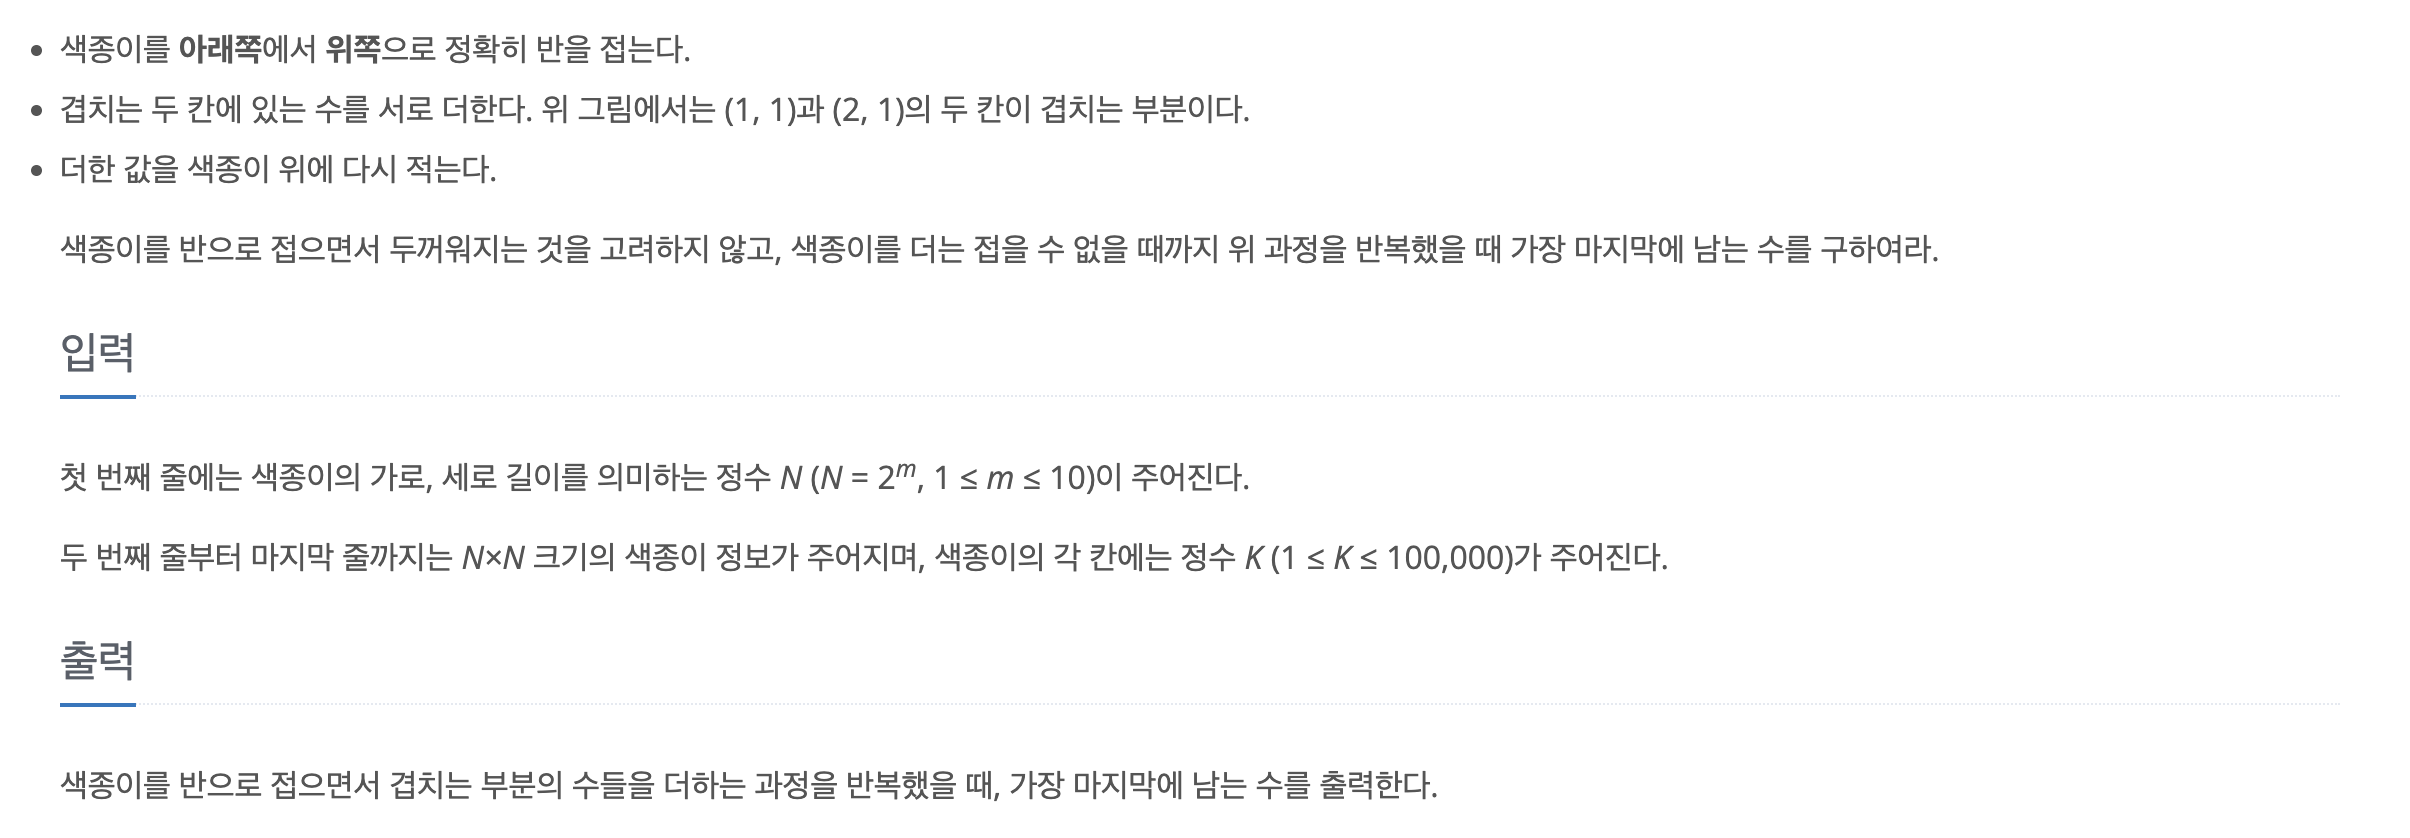 색종이를 아래쪽에서 위쪽으로 정확히 반을 접는다.
겹치는 두 칸에 있는 수를 서로 더한다. 위 그림에서는 (1, 1)과 (2, 1)의 두 칸이 겹치는 부분이다.
더한 값을 색종이 위에 다시 적는다.
색종이를 반으로 접으면서 두꺼워지는 것을 고려하지 않고, 색종이를 더는 접을 수 없을 때까지 위 과정을 반복했을 때 가장 마지막에 남는 수를 구하여라.
입력
첫 번째 줄에는 색종이의 가로, 세로 길이를 의미하는 정수 N (N = 2^m, 1 ≤ m ≤ 10)이 주어진다.
두 번째 줄부터 마지막 줄까지는 N×N 크기의 색종이 정보가 주어지며, 색종이의 각 칸에는 정수 K (1 ≤ K ≤ 100,000)가 주어진다.
출력
색종이를 반으로 접으면서 겹치는 부분의 수들을 더하는 과정을 반복했을 때, 가장 마지막에 남는 수를 출력한다.